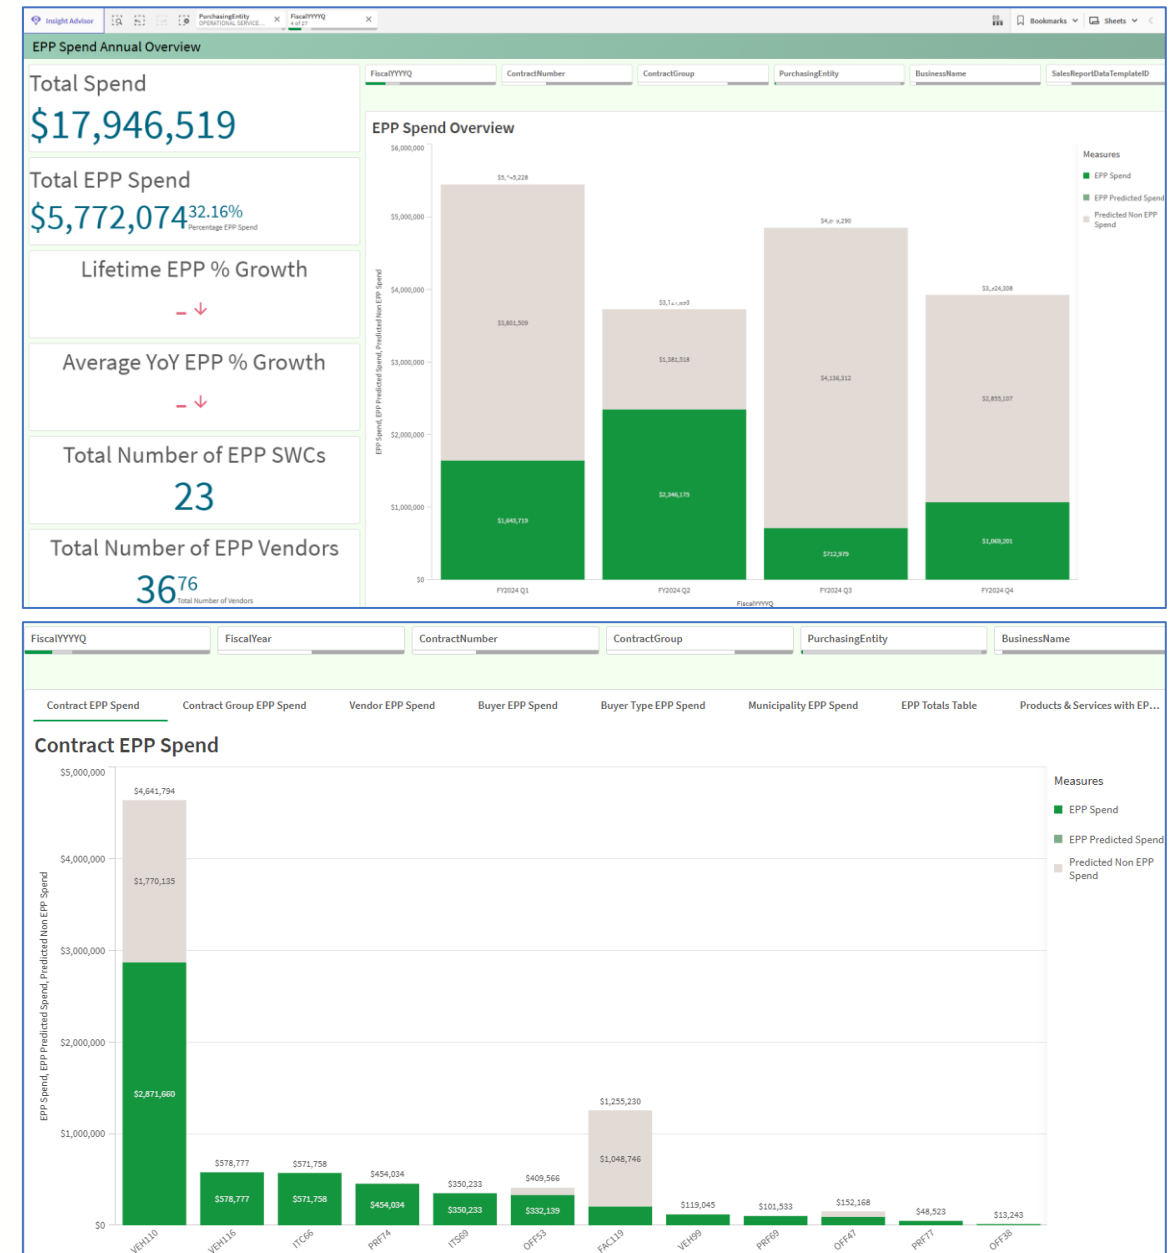 Insight Advisor
PurchasingEntity
OPERATIONAL SERVICE...
FiscalYYYYQ
4 of 27
Bookmarks
Sheets
EPP Spend Annual Overview
Total Spend
$17,946,519
Total EPP Spend
$5,772,074 32.16%
Percentage EPP Spend
Lifetime EPP % Growth
-
Average YoY EPP % Growth
-
Total Number of EPP SWCs
23
Total Number of EPP Vendors
36 76
Total Number of Vendors
FiscalYYYYQ
ContractNumber
ContractGroup
PurchasingEntity
BusinessName
SalesReportDataTemplateID
EPP Spend Overview
EPP Spend, EPP Predicted Spend, Predicted Non EPP Spend
$6,000,000
$5,000,000
$4,000,000
$3,000,000
$2,000,000
$1,000,000
$0
$3,801,509
$1,643,719
$1,381,518
$2,346,175
$4,136,312
$712,979
$2,855,107
$1,069,201
FY2024 Q1
FY2024 Q2
FY2024 Q3
FY2024 Q4
FiscalYYYYQ
Measures
EPP Spend
EPP Predicted Spend
Predicted Non EPP
Spend
FiscalYYYYQ
FiscalYear
ContractNumber
ContractGroup
PurchasingEntity
BusinessName
Contract EPP Spend
Contract Group EPP Spend
Vendor EPP Spend
Buyer EPP Spend
Buyer Type EPP Spend
Municipality EPP Spend
EPP Totals Table
Products & Services with EP...
Contract EPP Spend
EPP Spend, EPP Predicted Spend, Predicted Non EPP Spend
$5,000,000
$4,000,000
$3,000,000
$2,000,000
$1,000,000
$0
$4,641,794
$1,770,135
$2,871,660
$578,777
$578,777
$571,758
$571,758
$454,034
$454,034
$350,233
$350,233
$409,566
$332,139
$1,255,230
$1,048,746
$119,045
$101,533
$152,168
$48,523
$13,243
VEH110
VEH116
ITC66
PRF74
ITS69
OFF53
FAC119
VEH99
PRF69
OFF47
PRF77
OFF38
Measures
EPP Spend
EPP Predicted Spend
Predicted Non EPP
Spend